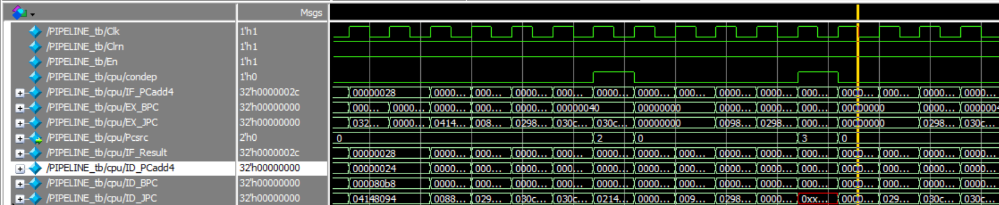 Msgs
/PIPELINE_tb/Clk 1'h1
/PIPELINE_tb/Clrn 1'h1
/PIPELINE_tb/En 1'h1
/PIPELINE_tb/cpu/condep 1'h0
/PIPELINE_tb/cpu/IF_PCadd4 32'h0000002c 00000028 0000... 000... 0000... 000... 0000... 0000... 000... 0000... 0000... 000... 0000... 000... 0000... 0000...
/PIPELINE_tb/cpu/EX_BPC 32'h00000000 000... 0000... 0000... 000... 0000... 00000040 00000000 0000... 0000... 000... 00000000 0000... 0000004
/PIPELINE_tb/cpu/EX_JPC 32'h00000000 032... 0000... 0414... 008... 0298... 030c... 030c... 00000000 0098... 0298... 000... 00000000 0298... 030c...
/PIPELINE_tb/cpu/Pcsrc 2'h0 0 2 0 3 0
/PIPELINE_tb/cpu/IF_Result 32'h0000002c 00000028 0000... 000... 0000... 000... 0000... 0000... 000... 0000... 0000... 000... 0000... 000... 0000... 0000...
/PIPELINE_tb/cpu/ID_PCadd4 32'h00000000 00000024 0000... 000... 0000... 000... 0000... 0000... 000... 0000... 0000... 000... 0000... 000... 0000... 0000...
/PIPELINE_tb/cpu/ID_BPC 32'h00000000 000080b8 0000... 000... 0000... 000... 0000... 0000... 000... 0000... 0000... 000... 0000... 000... 0000... 0000...
/PIPELINE_tb/cpu/ID_JPC 32'h00000000 04148094 0088... 029... 030c... 030c... 0214... 0000... 009... 0298... 0000... 0xx... 0000... 029... 030c... 030c...